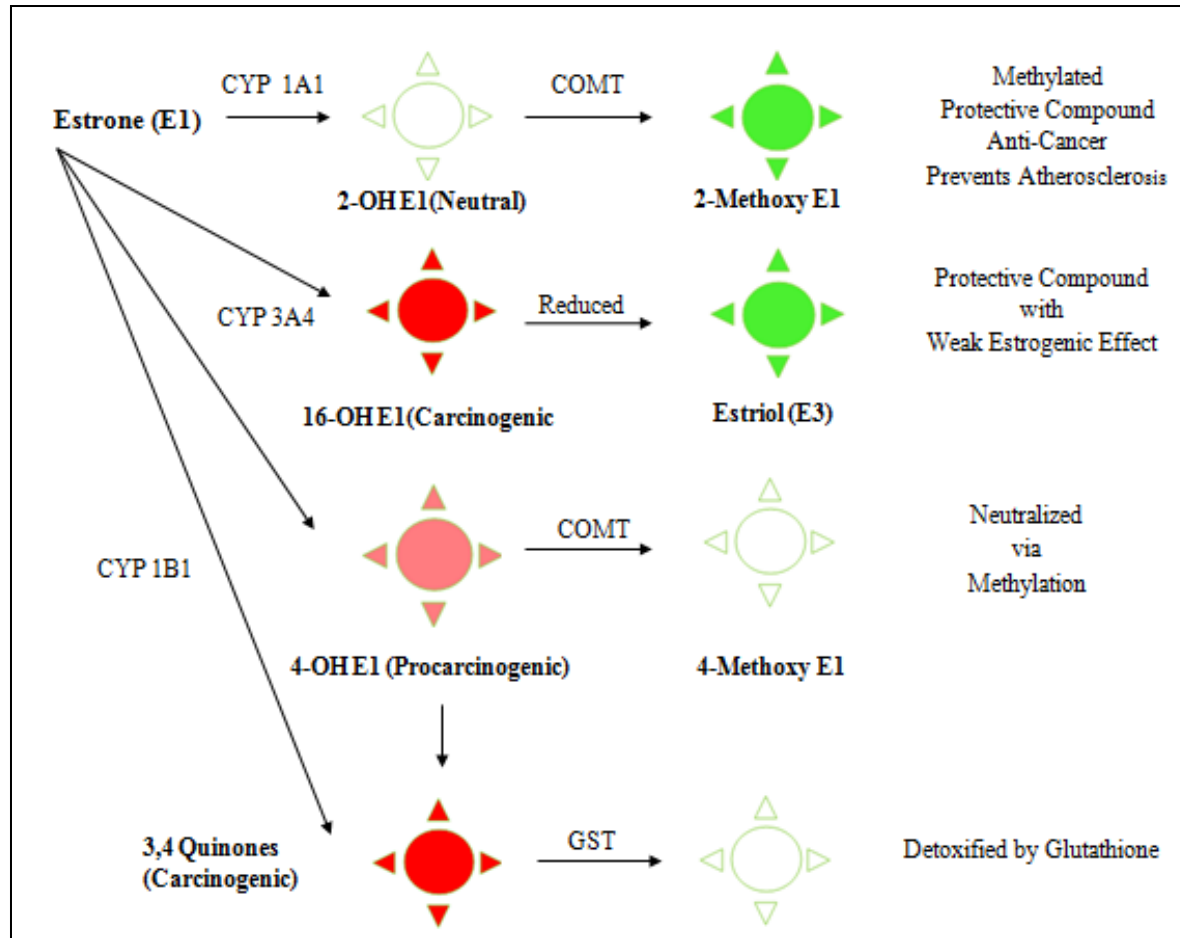 CYP 1A1
COMT
Estrone (E1)
2-OH E1(Neutral)
2-Methoxy E1
Methylated
Protective Compound
Anti-Cancer
Prevents Atherosclerosis
CYP 3A4
Reduced
16-OH E1(Carcinogenic
Estriol (E3)
Protective Compound
with
Weak Estrogenic Effect
CYP 1B1
COMT
4-OH E1 (Procarcinogenic)
4-Methoxy E1
Neutralized
via
Methylation
3,4 Quinones
(Carcinogenic)
GST
Detoxified by Glutathione